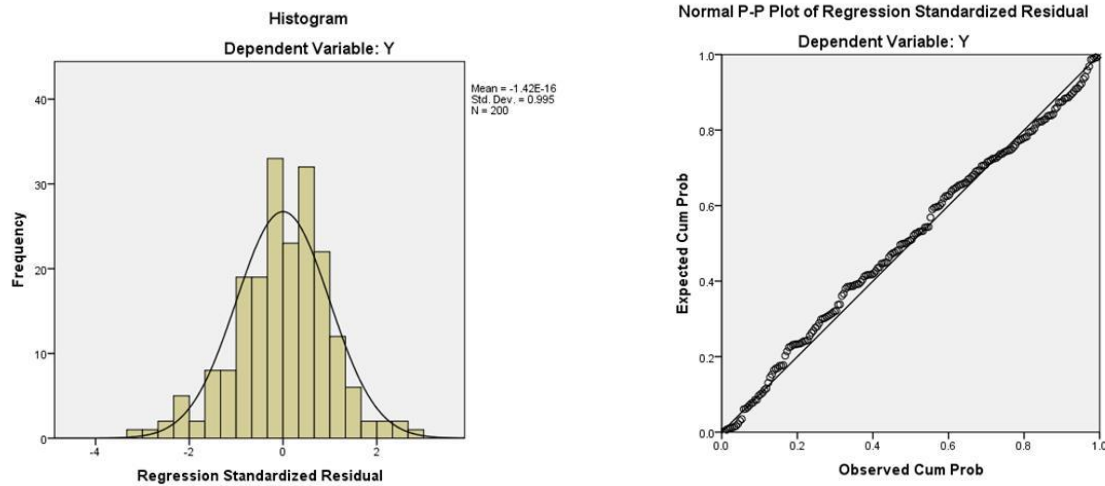 Histogram
Dependent Variable: Y
Mean = -1.42E-16
Std. Dev. = 0.995
N = 200
40
30
20
10
0
Frequency
-4
-2
0
2
Regression Standardized Residual
Normal P-P Plot of Regression Standardized Residual
Dependent Variable: Y
1.0
0.8
0.6
0.4
0.2
0.0
Expected Cum Prob
0.0
0.2
0.4
0.6
0.8
1.0
Observed Cum Prob